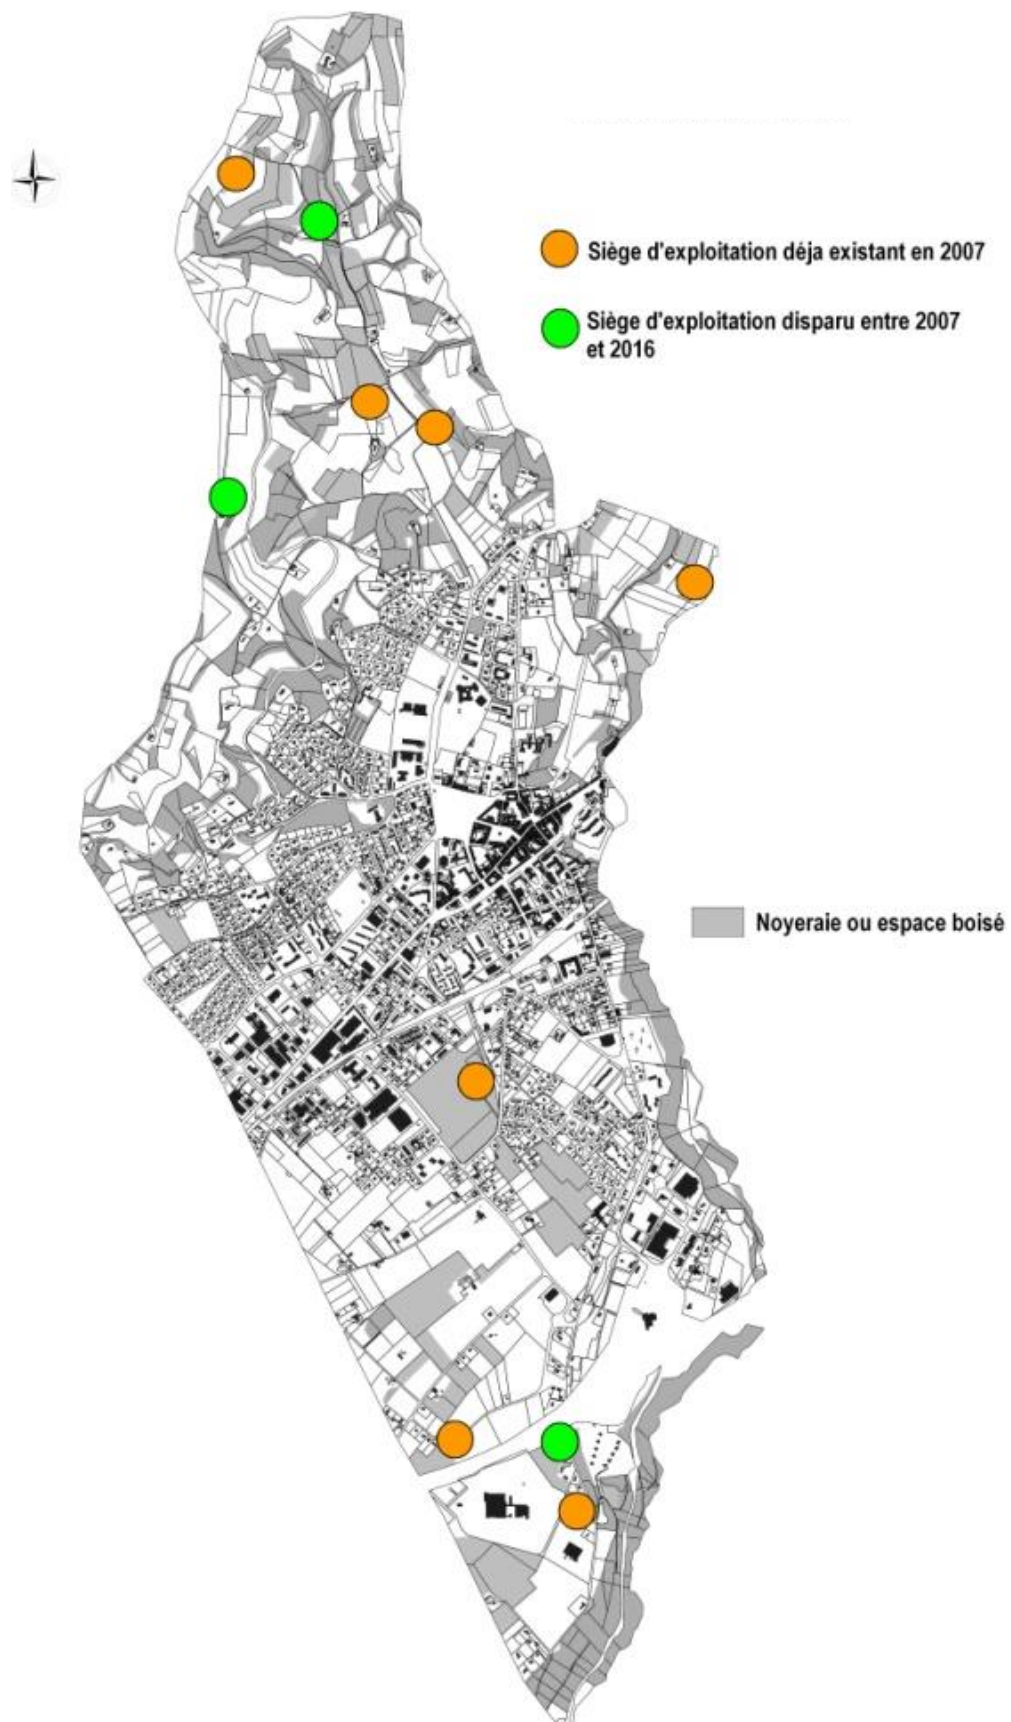 Siège d'exploitation déja existant en 2007
Siège d'exploitation disparu entre 2007
et 2016
Noyeraie ou espace boisé